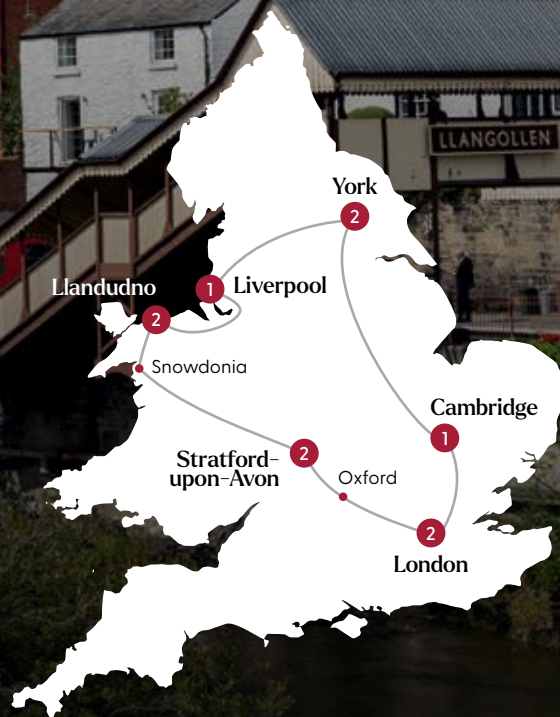 LLANGOLLEN
York
2
Llandudno
1
Liverpool
2
Snowdonia
Cambridge
1
Stratford-
upon-Avon
2
Oxford
2
London